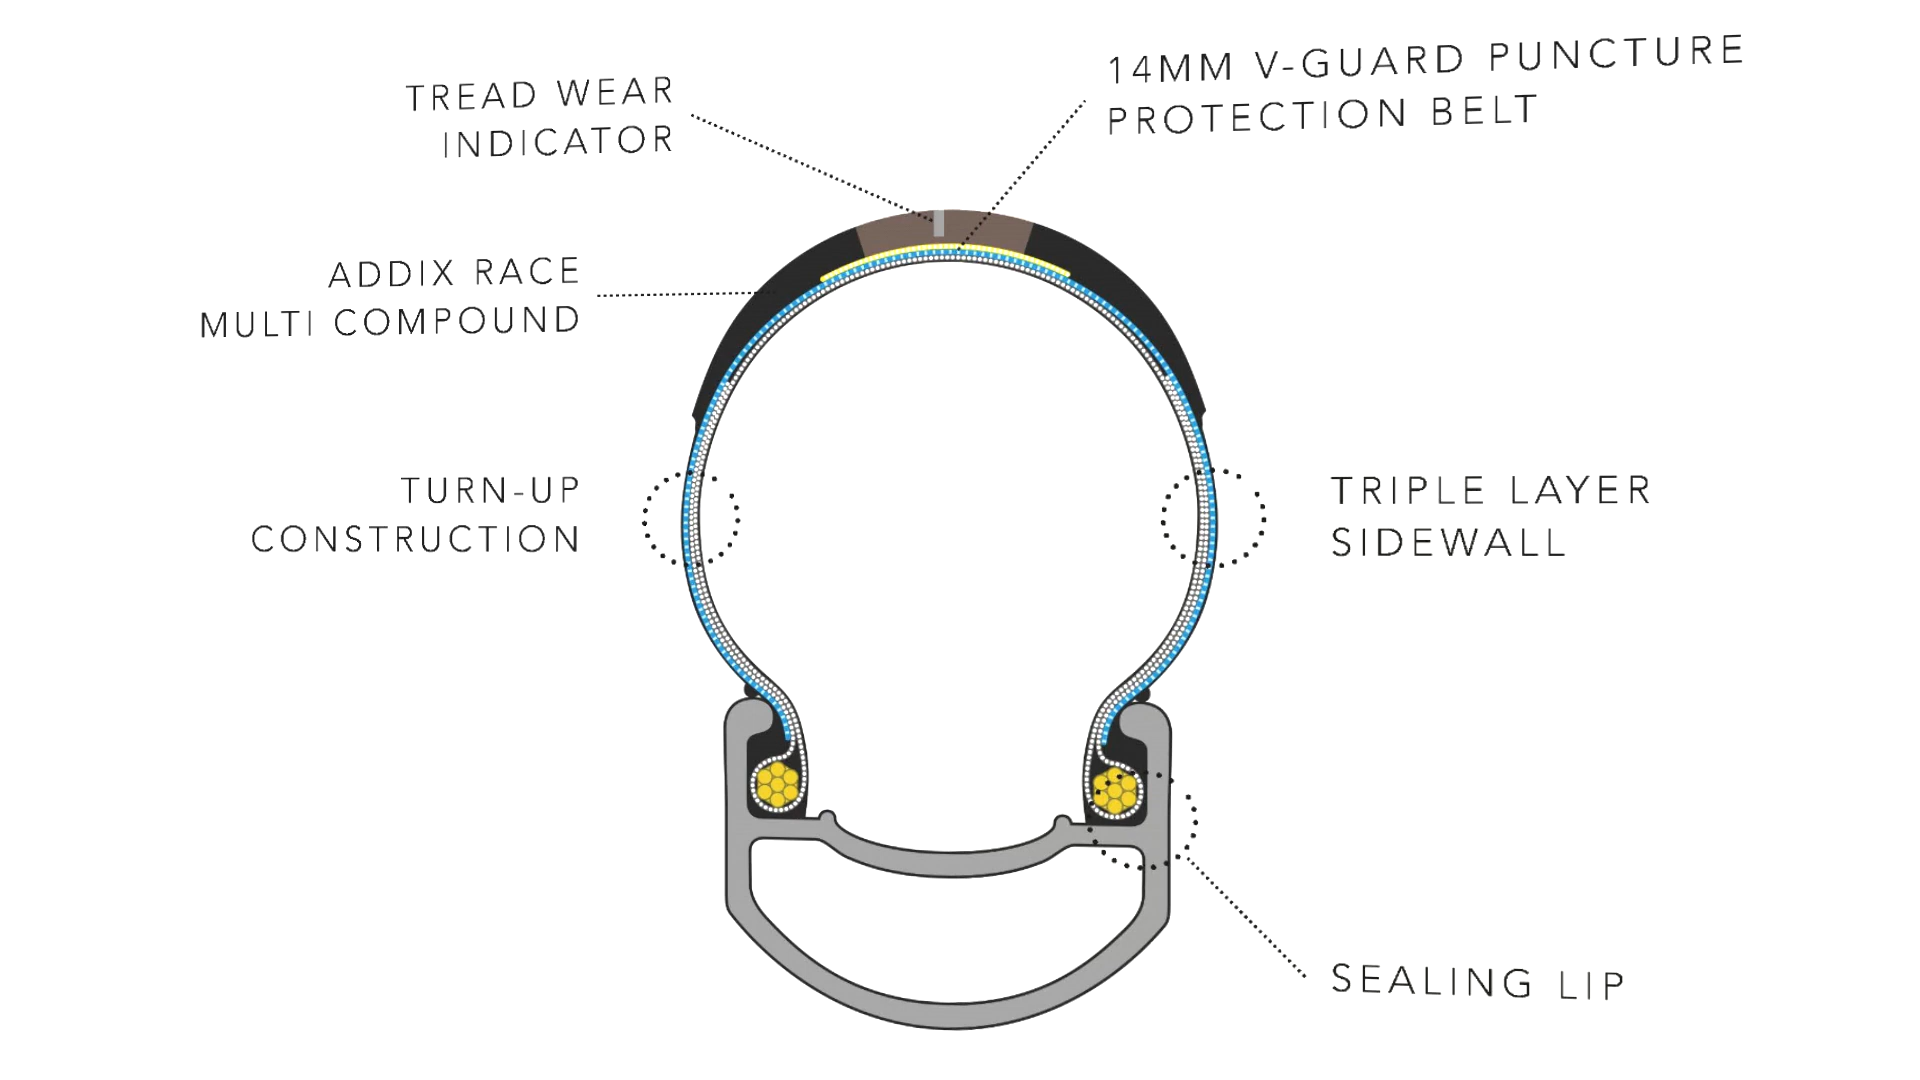 TREAD WEAR
INDICATOR
14MM V-GUARD PUNCTURE
PROTECTION BELT
ADDIX RACE
MULTI COMPOUND
TURN-UP
CONSTRUCTION
TRIPLE LAYER
SIDEWALL
SEALING LIP